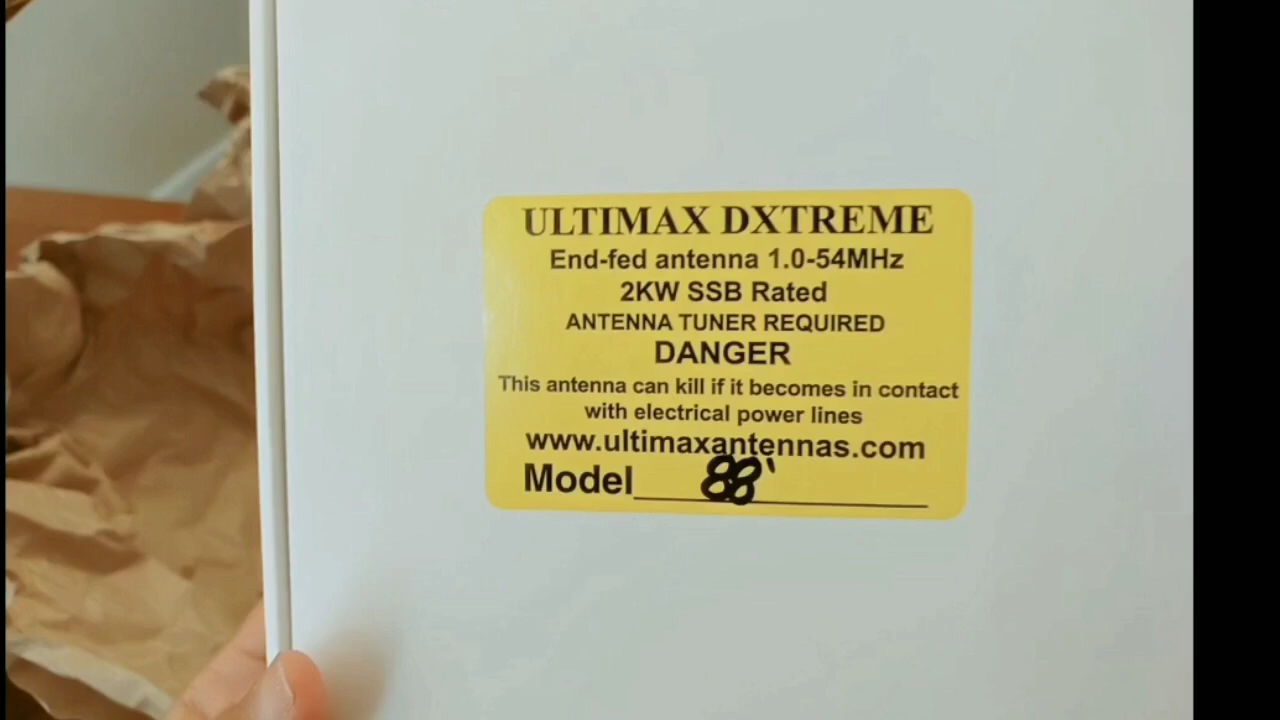 ULTIMAX DXTREME
End-fed antenna 1.0-54MHz
2KW SSB Rated
ANTENNA TUNER REQUIRED
DANGER
This antenna can kill if it becomes in contact
with electrical power lines
www.ultimaxantennas.com
Model 88'